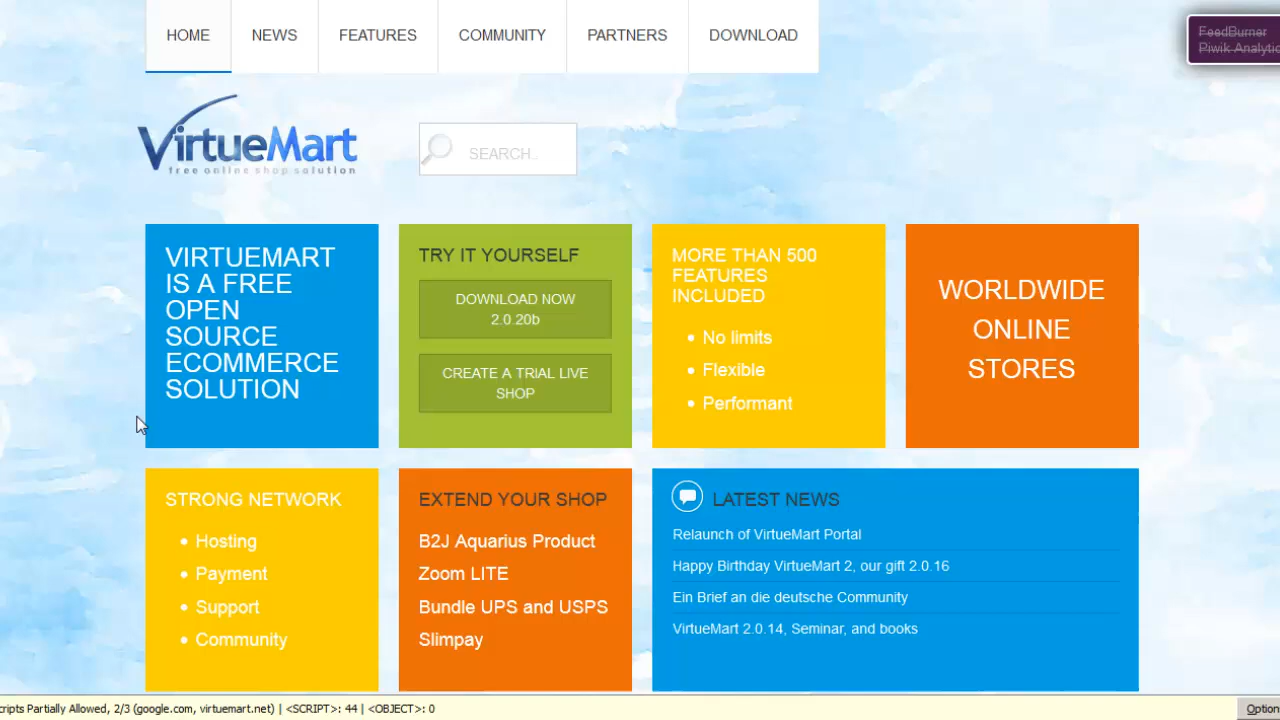 HOME NEWS FEATURES COMMUNITY PARTNERS DOWNLOAD
FeedBurner
Piwik Analytic
VirtueMart
free online shop solution
SEARCH..
VIRTUEMART
IS A FREE
OPEN
SOURCE
ECOMMERCE
SOLUTION
TRY IT YOURSELF
DOWNLOAD NOW
2.0.20b
CREATE A TRIAL LIVE
SHOP
MORE THAN 500
FEATURES
INCLUDED
No limits
Flexible
Performant
WORLDWIDE
ONLINE
STORES
STRONG NETWORK
Hosting
Payment
Support
Community
EXTEND YOUR SHOP
B2J Aquarius Product
Zoom LITE
Bundle UPS and USPS
Slimpay
LATEST NEWS
Relaunch of VirtueMart Portal
Happy Birthday VirtueMart 2, our gift 2.0.16
Ein Brief an die deutsche Community
VirtueMart 2.0.14, Seminar, and books
cripts Partially Allowed, 2/3 (google.com, virtuemart.net) | <SCRIPT>: 44 | <OBJECT>: 0
Option